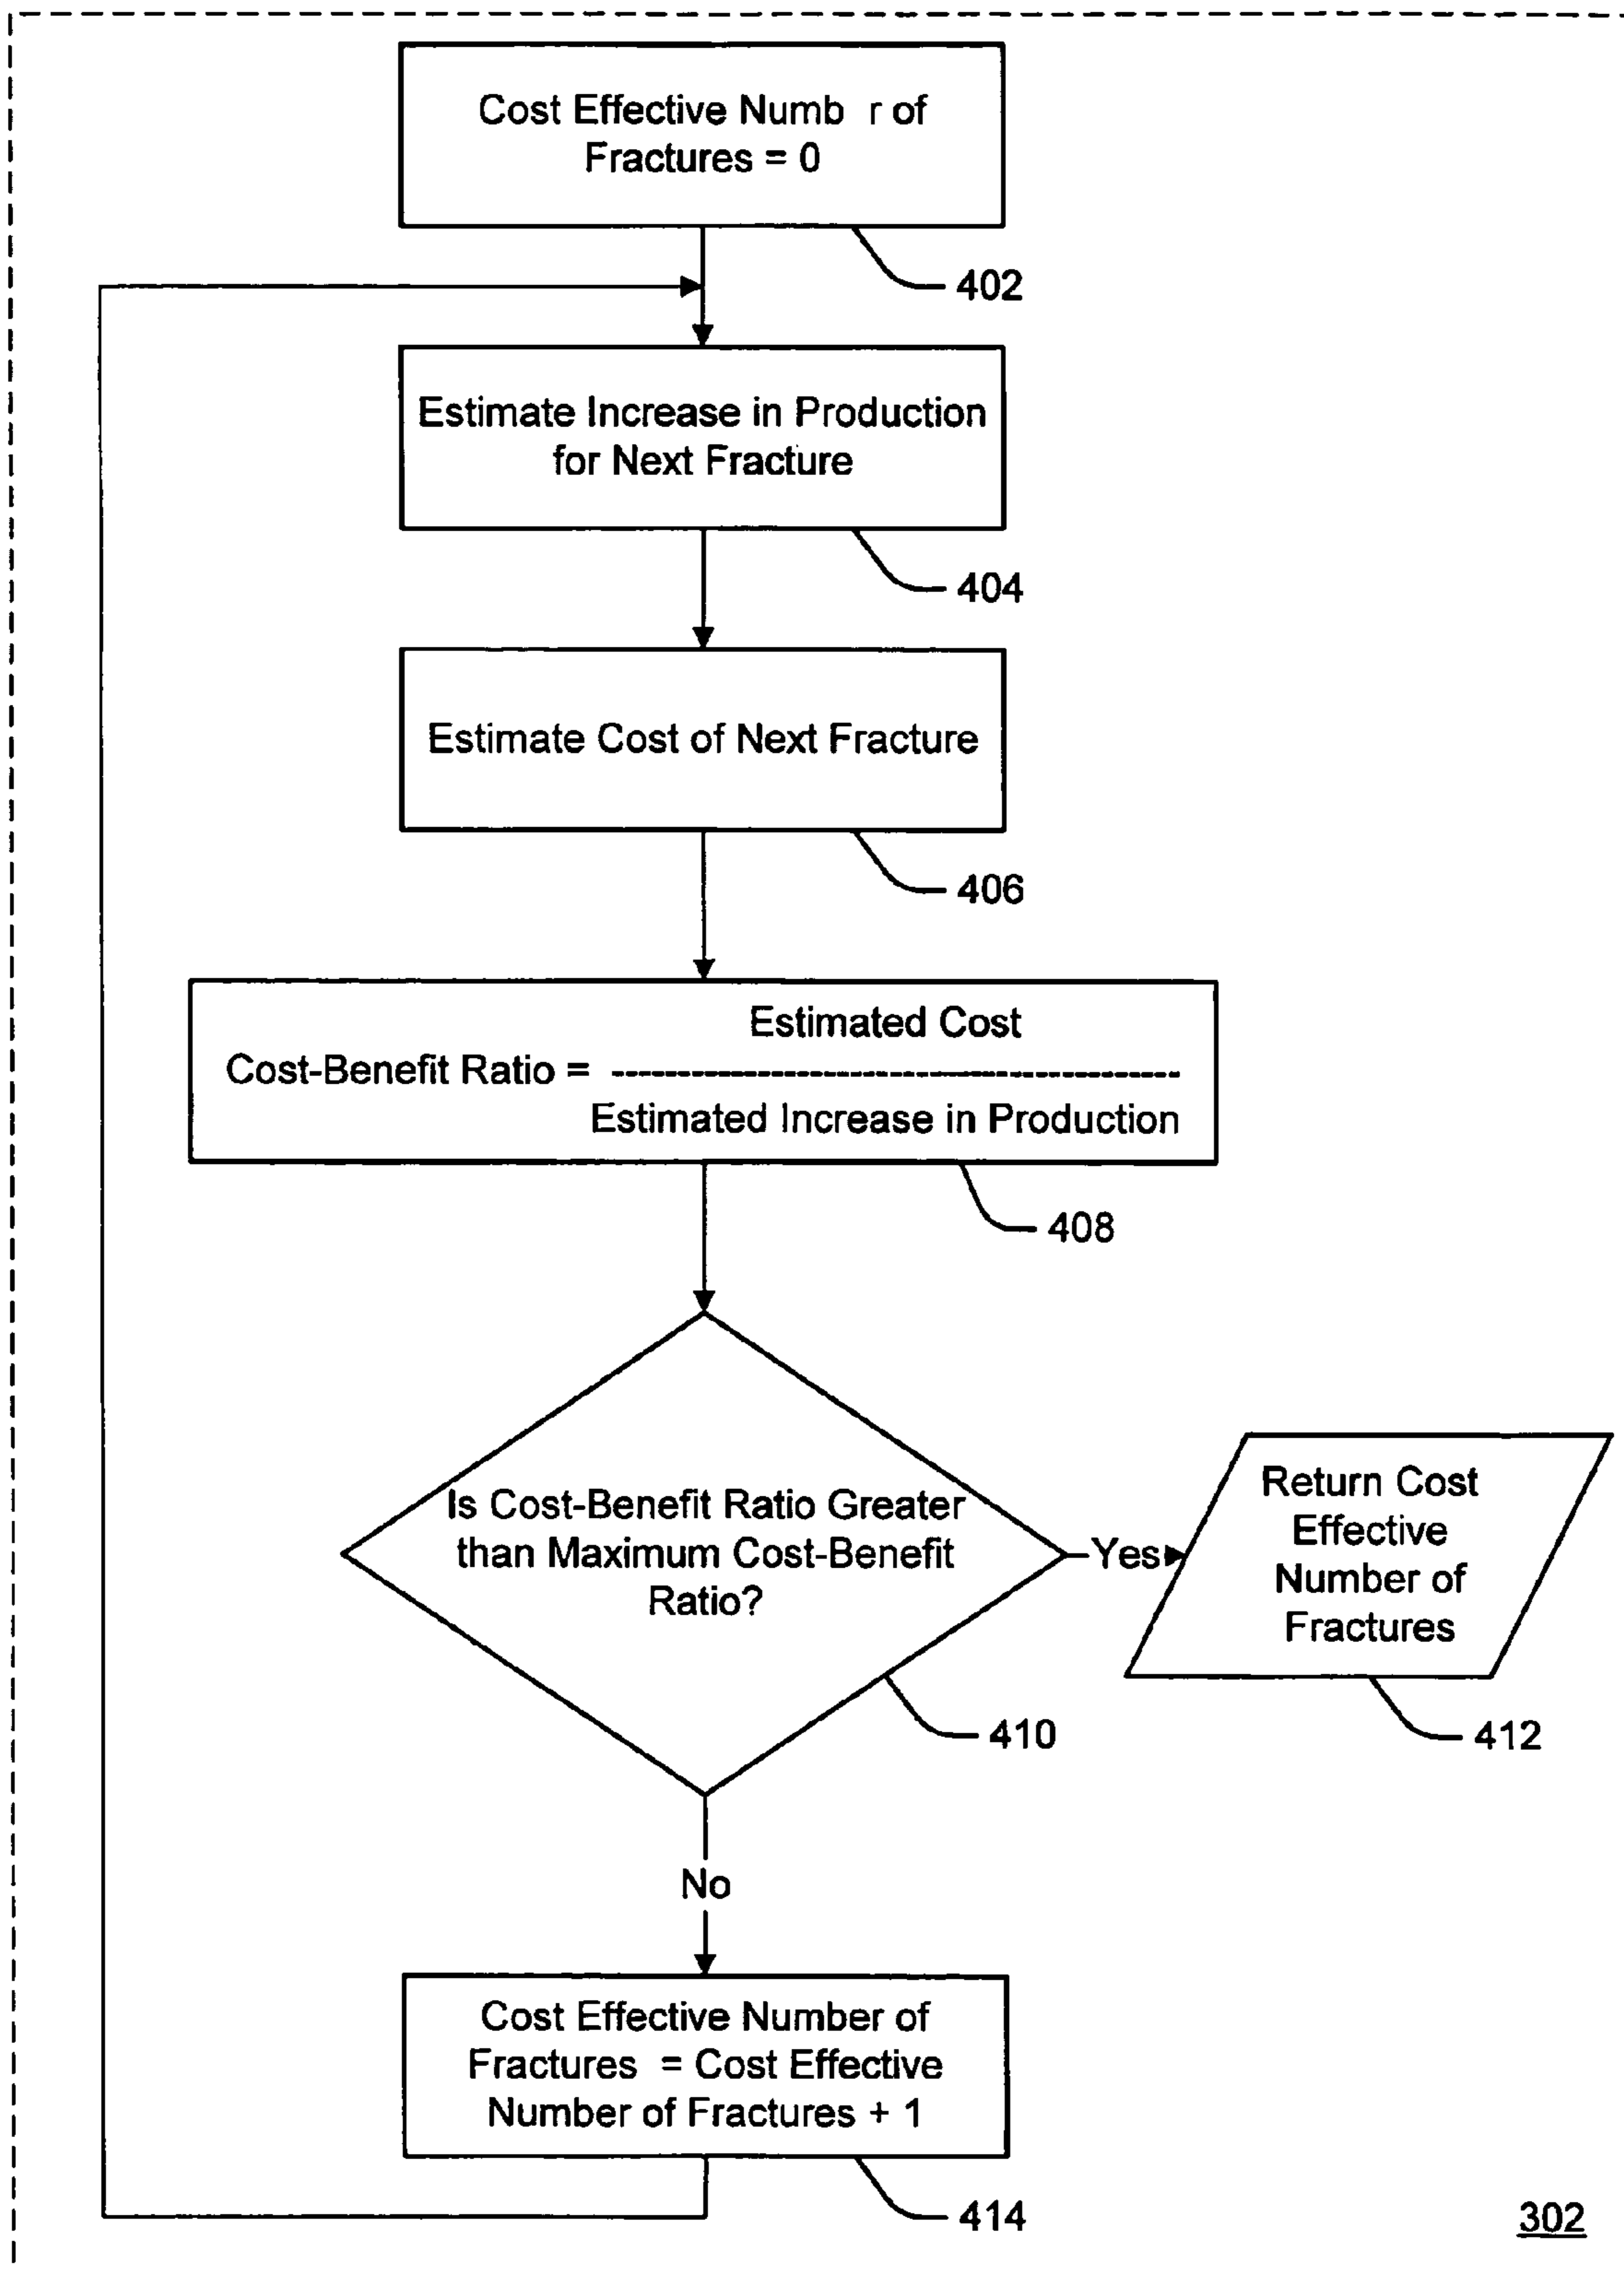 Cost Effective Numb r of
Fractures = 0
402
Estimate Increase in Production
for Next Fracture
404
Estimate Cost of Next Fracture
406
Estimated Cost
Cost-Benefit Ratio = --------------------
Estimated Increase in Production
408
Is Cost-Benefit Ratio Greater
than Maximum Cost-Benefit
Ratio?
410
Yes
Return Cost
Effective
Number of
Fractures
412
No
Cost Effective Number of
Fractures = Cost Effective
Number of Fractures + 1
414
302